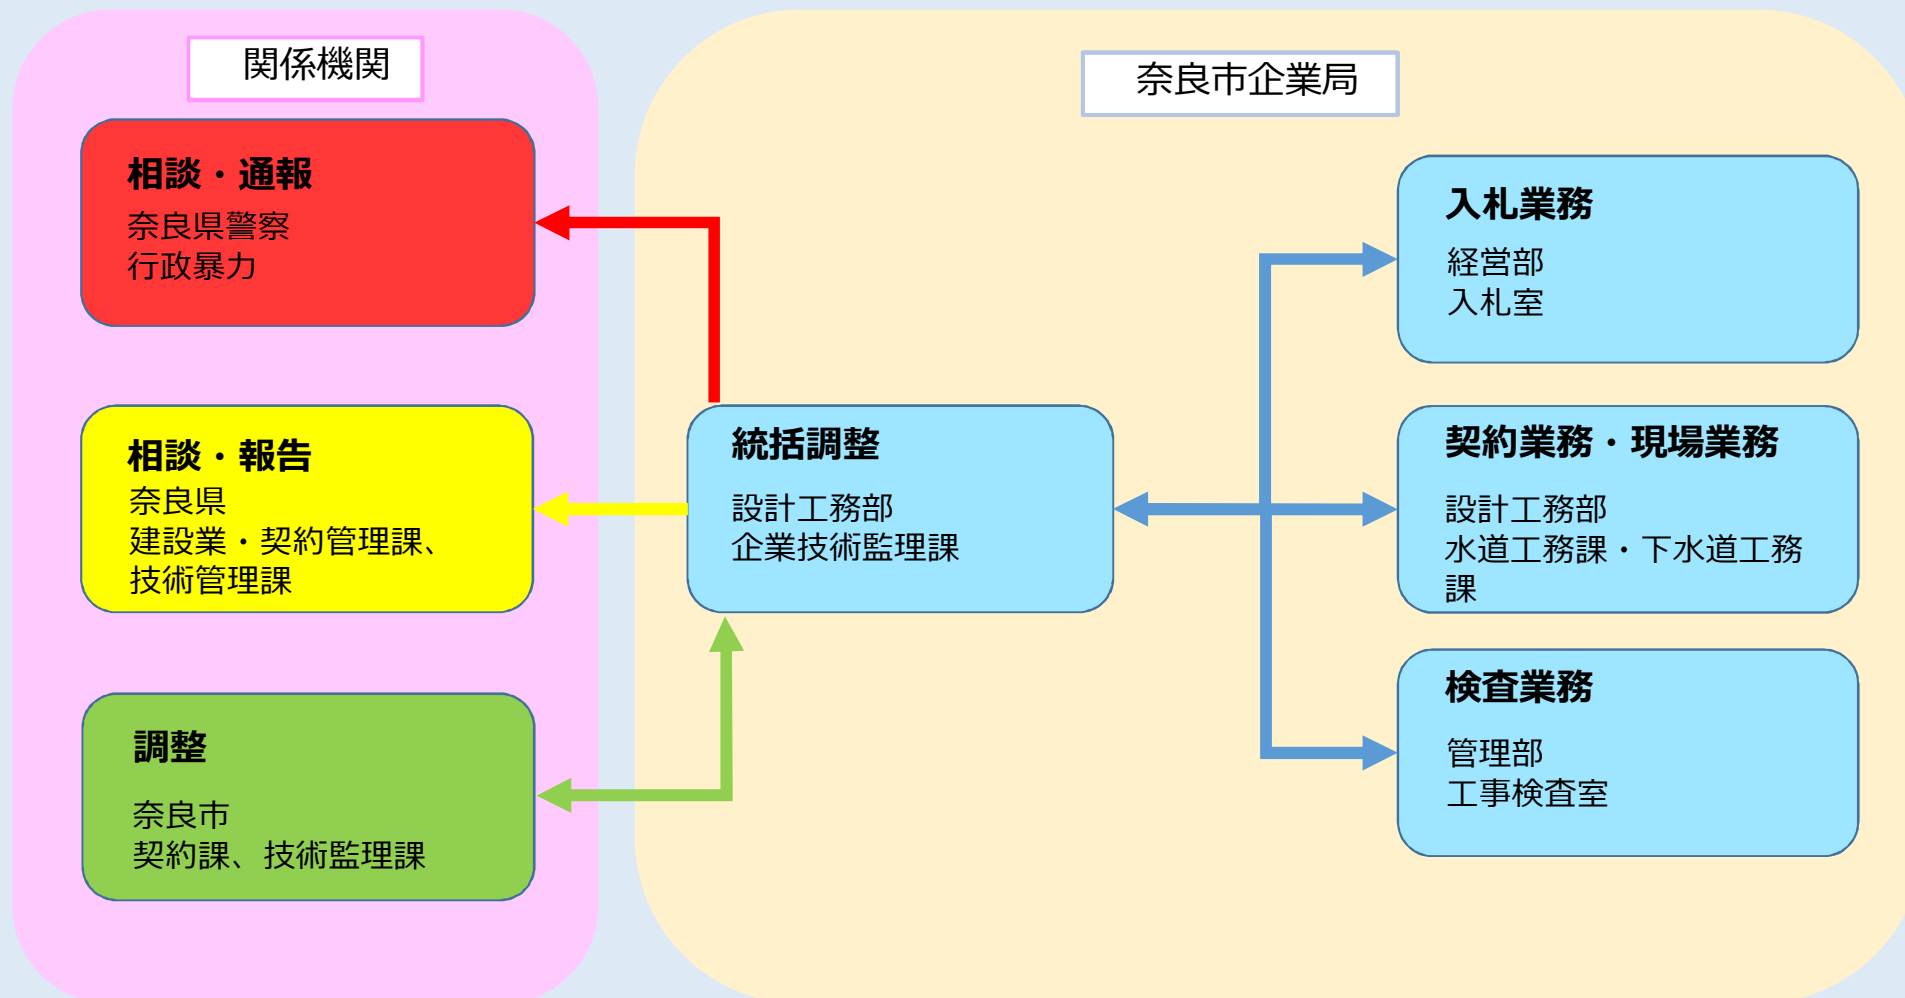 関係機関
相談・通報
奈良県警察
行政暴力
相談・報告
奈良県
建設業・契約管理課、
技術管理課
調整
奈良市
契約課、技術監理課
奈良市企業局
統括調整
設計工務部
企業技術監理課
入札業務
経営部
入札室
契約業務・現場業務
設計工務部
水道工務課・下水道工務
課
検査業務
管理部
工事検査室